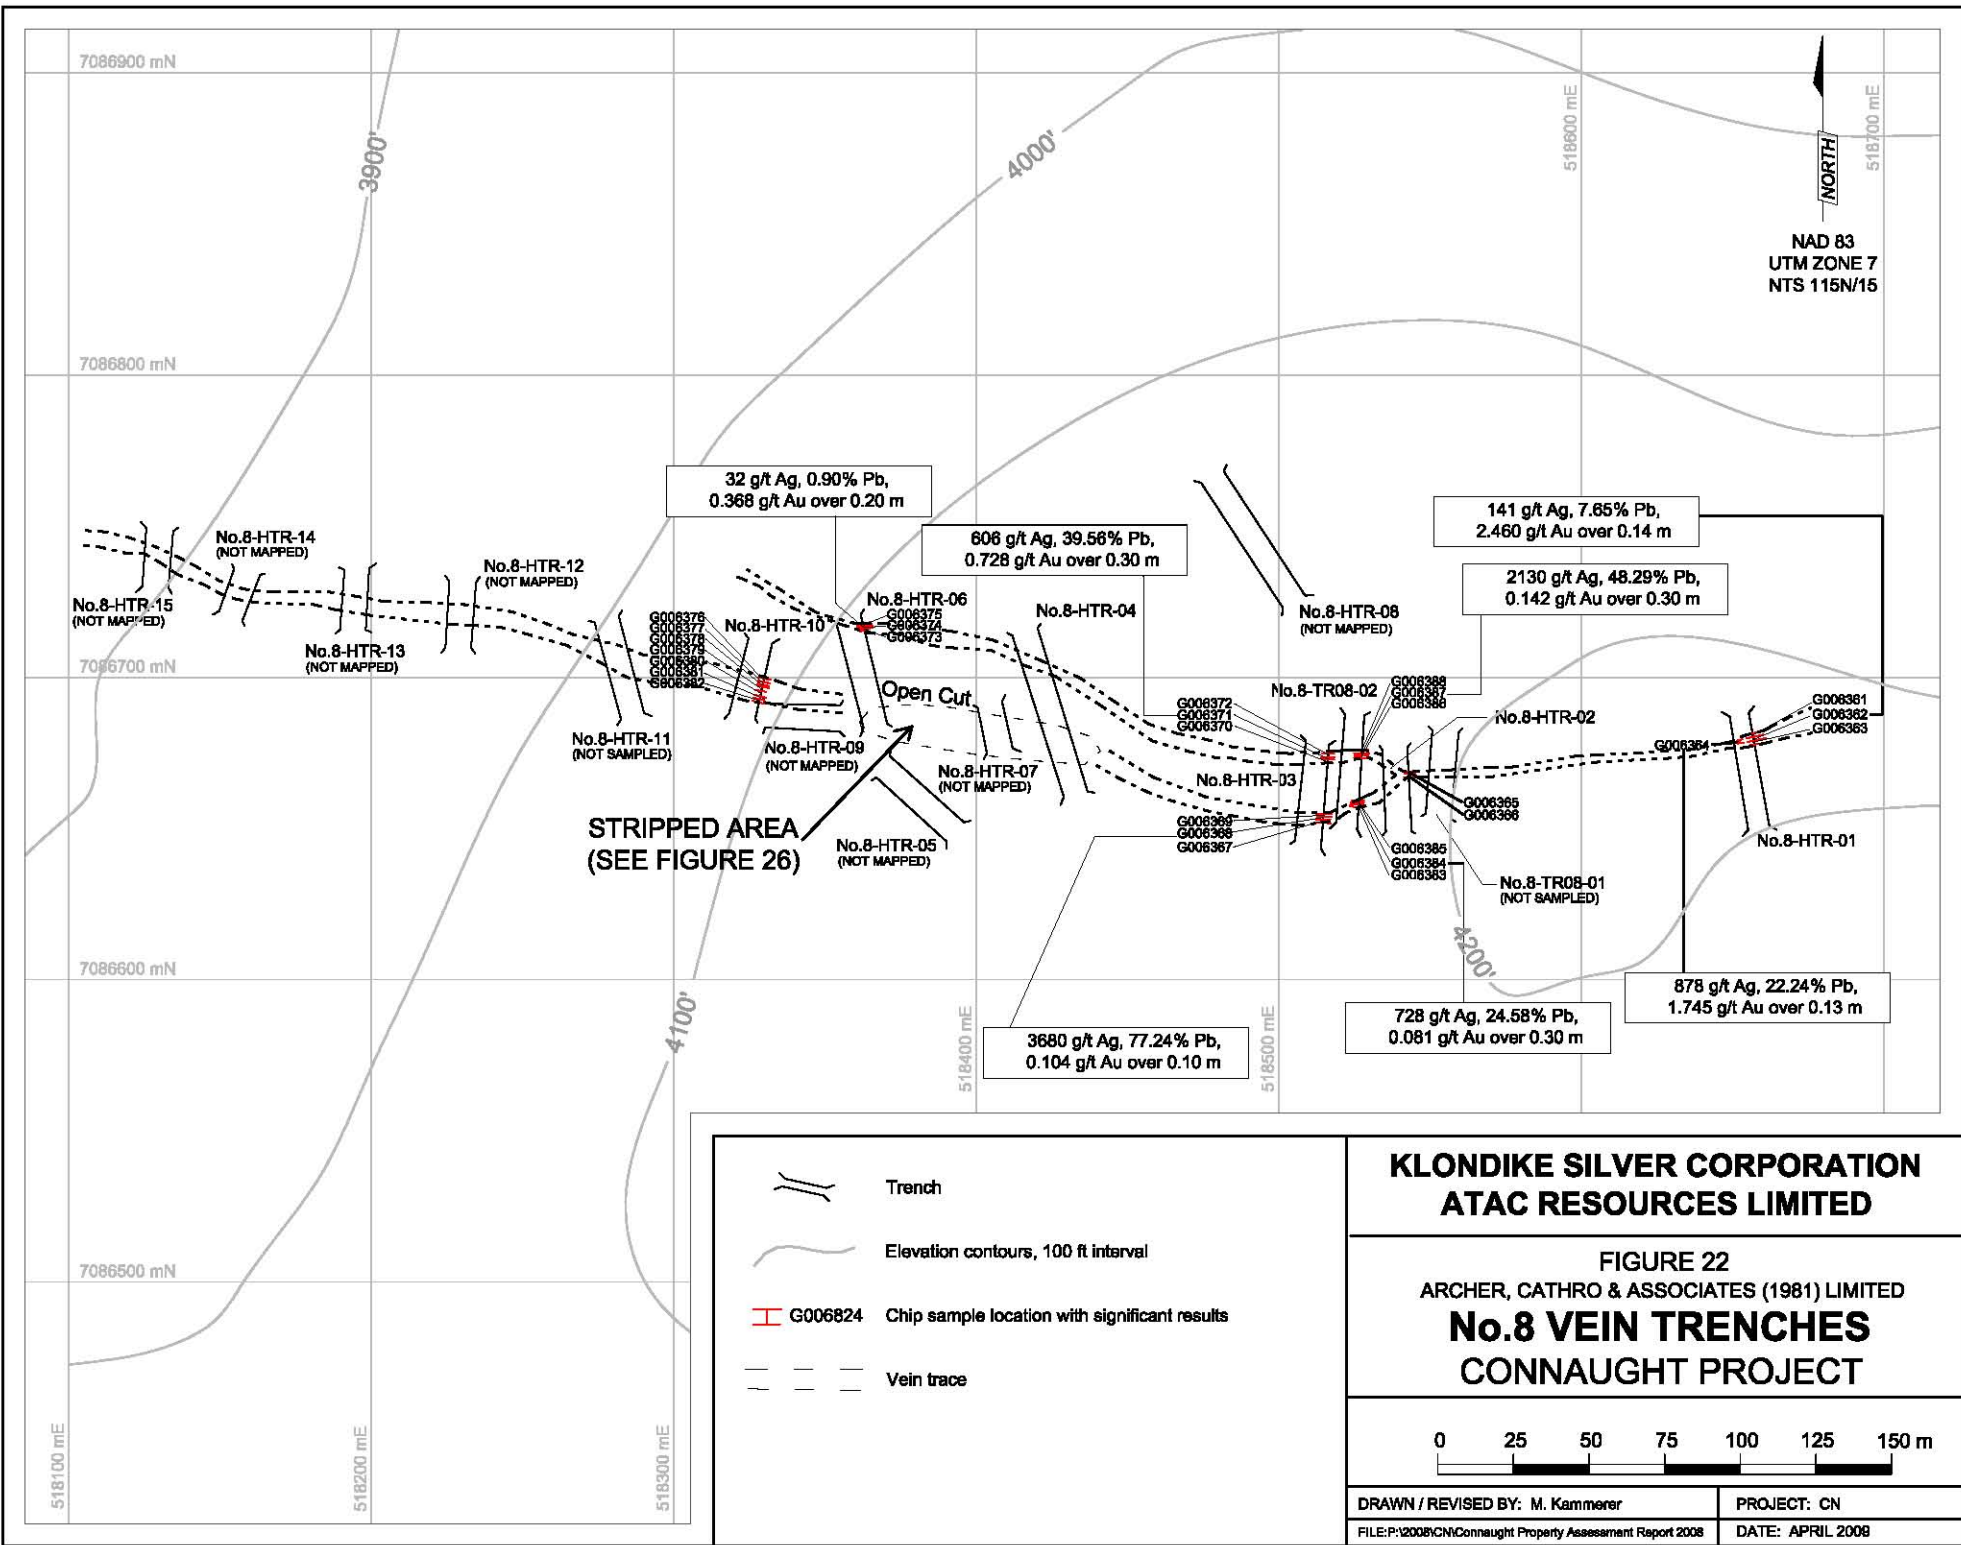 7086900 mN
3900'
4000'
518600 mE
518700 mE
NORTH
NAD 83
UTM ZONE 7
NTS 115N/15
7086800 mN
32 g/t Ag, 0.90% Pb,
0.368 g/t Au over 0.20 m
606 g/t Ag, 39.56% Pb,
0.728 g/t Au over 0.30 m
141 g/t Ag, 7.65% Pb,
2.460 g/t Au over 0.14 m
2130 g/t Ag, 48.29% Pb,
0.142 g/t Au over 0.30 m
No.8-HTR-14
(NOT MAPPED)
No.8-HTR-12
(NOT MAPPED)
No.8-HTR-15
(NOT MAPPED)
No.8-HTR-13
(NOT MAPPED)
G006376
G006377
G006378
G006379
G006380
G006381
G006382
No.8-HTR-10
No.8-HTR-06
G006375
G006374
G006373
No.8-HTR-04
No.8-HTR-08
(NOT MAPPED)
7086700 mN
Open Cut
No.8-TR08-02
G006372
G006371
G006370
G006387
No.8-HTR-02
G006361
G006362
G006363
G006364
No.8-HTR-11
(NOT SAMPLED)
No.8-HTR-09
(NOT MAPPED)
No.8-HTR-07
(NOT MAPPED)
No.8-HTR-03
G006365
G006366
STRIPPED AREA
(SEE FIGURE 26)
No.8-HTR-05
(NOT MAPPED)
G006369
G006368
G006367
G006385
G006384
G006383
No.8-HTR-01
No.8-TR08-01
(NOT SAMPLED)
4200'
7086600 mN
4100'
878 g/t Ag, 22.24% Pb,
1.745 g/t Au over 0.13 m
728 g/t Ag, 24.58% Pb,
0.081 g/t Au over 0.30 m
3680 g/t Ag, 77.24% Pb,
0.104 g/t Au over 0.10 m
518400 mE
518500 mE
7086500 mN
518100 mE
518200 mE
518300 mE
Trench
Elevation contours, 100 ft interval
G006824 Chip sample location with significant results
Vein trace
KLONDIKE SILVER CORPORATION
ATAC RESOURCES LIMITED
FIGURE 22
ARCHER, CATHRO & ASSOCIATES (1981) LIMITED
No.8 VEIN TRENCHES
CONNAUGHT PROJECT
0 25 50 75 100 125 150 m
DRAWN / REVISED BY: M. Kammerer
PROJECT: CN
FILE:P:\2008\CN\Connaught Property Assessment Report 2008
DATE: APRIL 2009